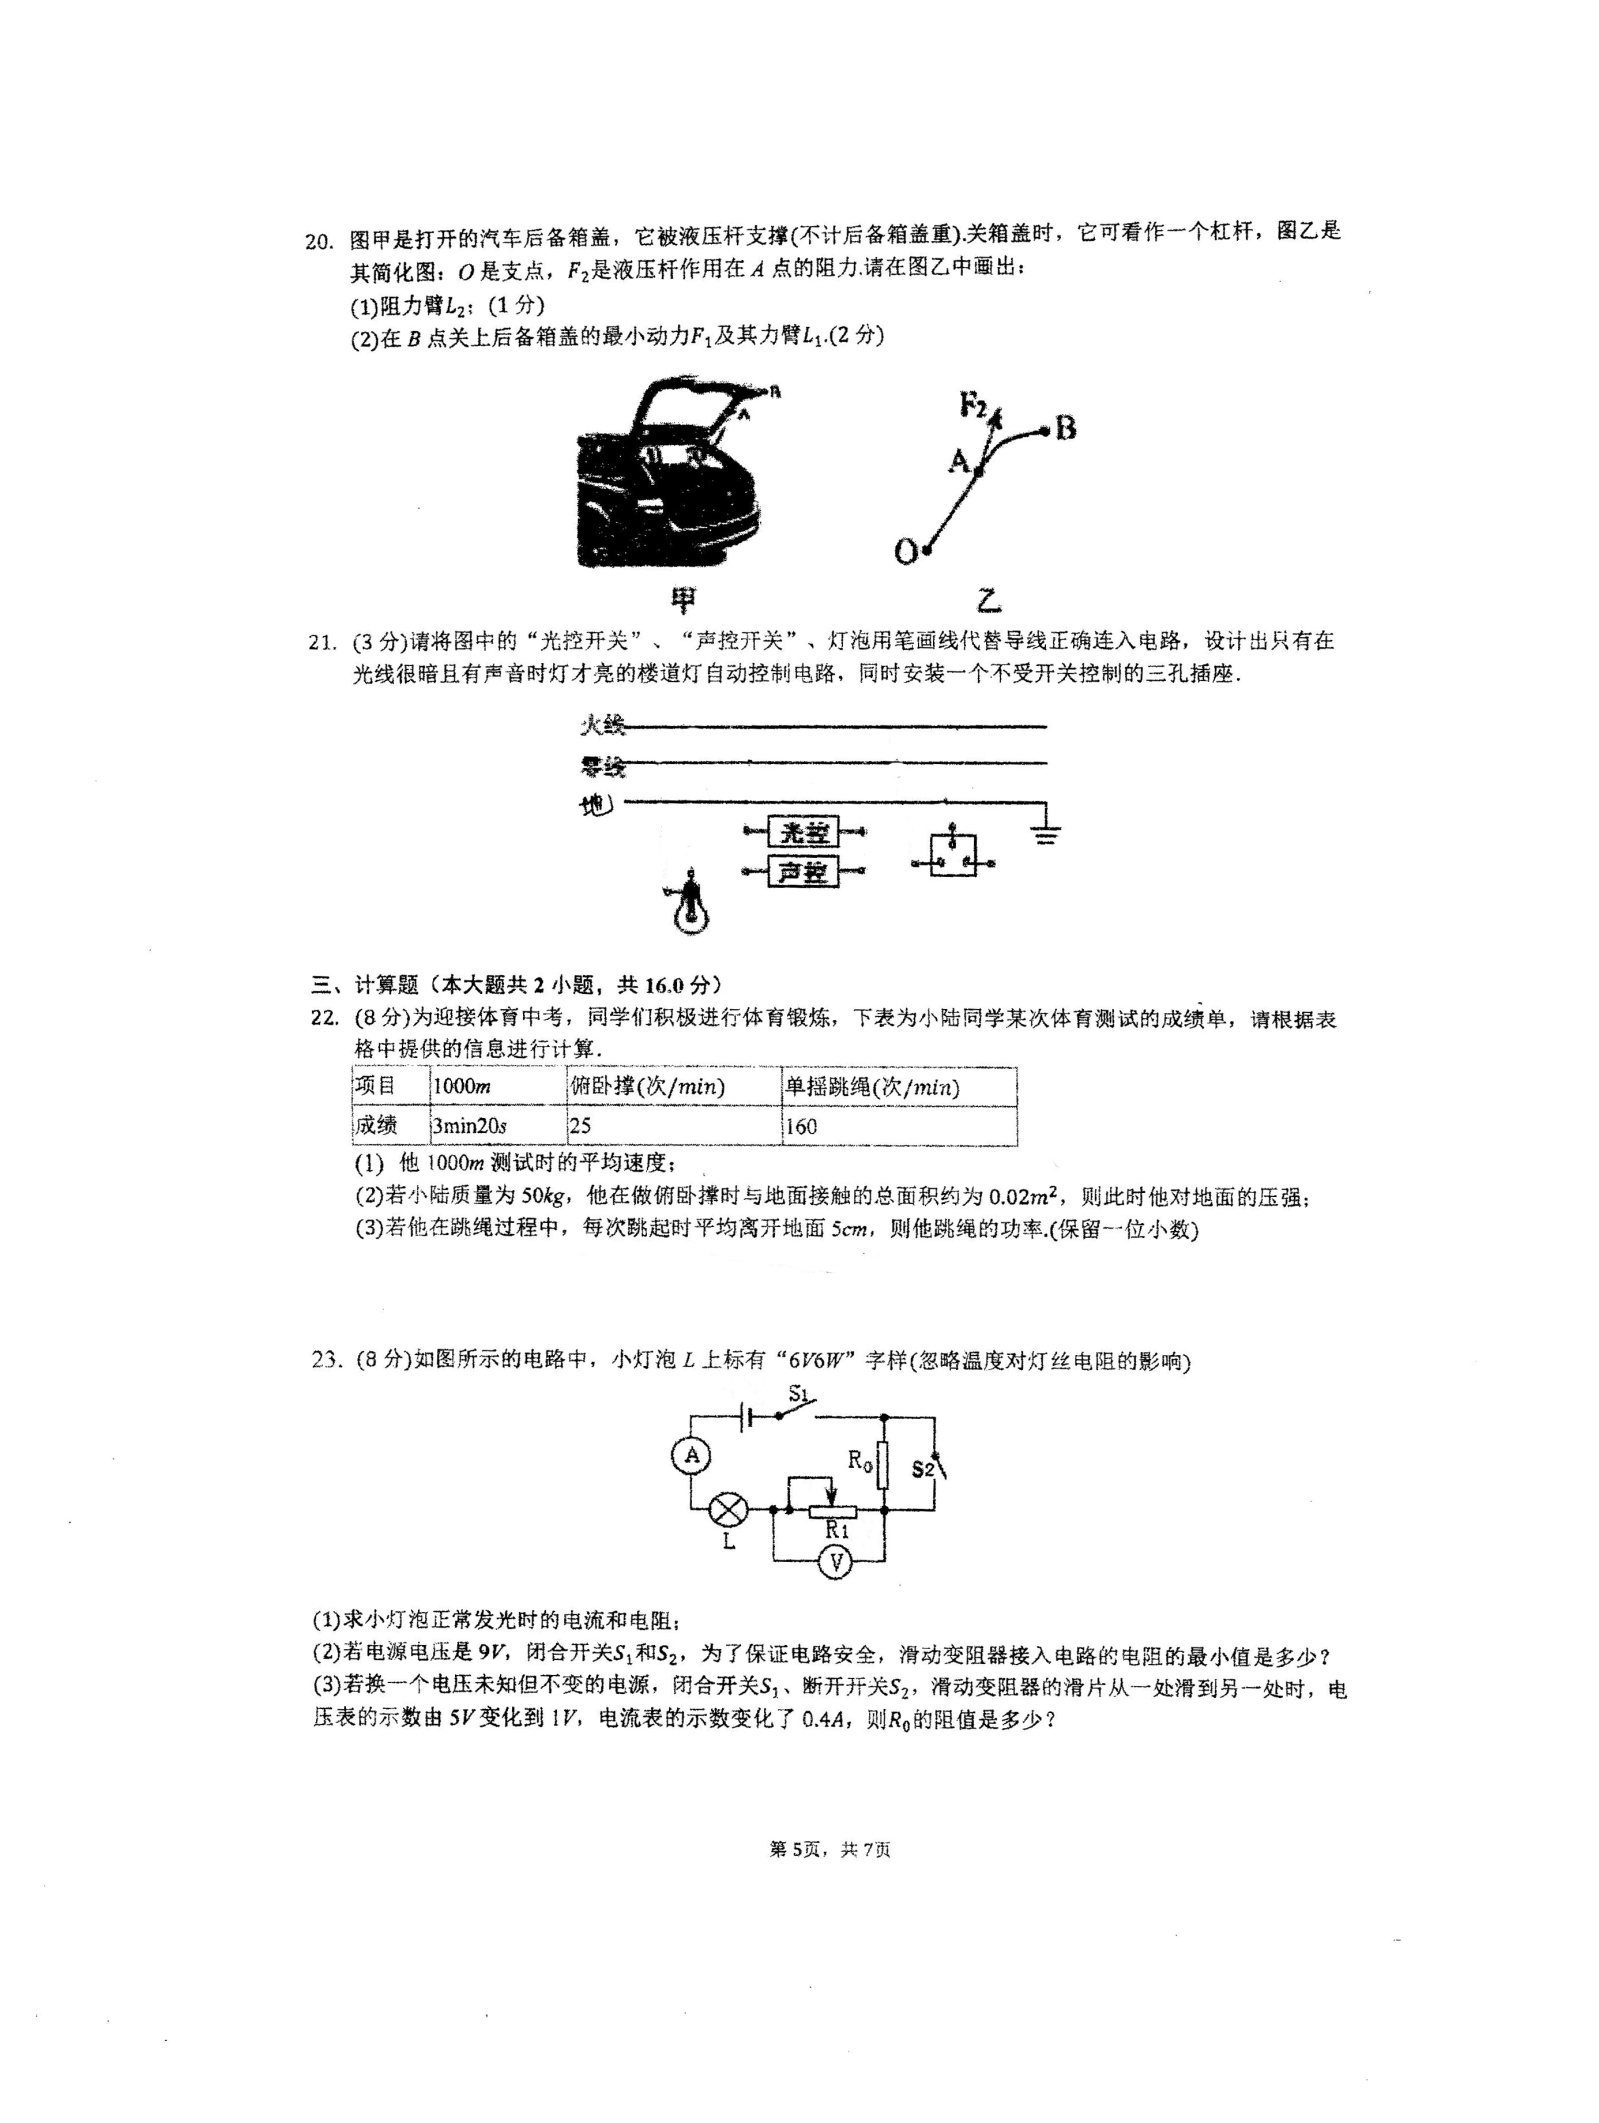 20. 图甲是打开的汽车后备箱盖，它被液压杆支撑(不计后备箱盖重).关箱盖时，它可看作一个杠杆，图乙是
其简化图：O 是支点，F₂是液压杆作用在 A 点的阻力.请在图乙中画出：
(1)阻力臂L₂；(1 分)
(2)在 B 点关上后备箱盖的最小动力F₁及其力臂L₁.(2 分)
B
A
F₂
B
A
O
甲
乙
21. (3 分)请将图中的“光控开关”、“声控开关”、灯泡用笔画线代替导线正确连入电路，设计出只有在
光线很暗且有声音时灯才亮的楼道灯自动控制电路，同时安装一个不受开关控制的三孔插座．
火线
零线
地
光控
声控
三、计算题（本大题共 2 小题，共 16.0 分）
22. (8 分)为迎接体育中考，同学们积极进行体育锻炼，下表为小陆同学某次体育测试的成绩单，请根据表
格中提供的信息进行计算．
项目 1000m 俯卧撑(次/min) 单摇跳绳(次/min)
成绩 3min20s 25 160
(1) 他 1000m 测试时的平均速度；
(2)若小陆质量为 50kg，他在做俯卧撑时与地面接触的总面积约为 0.02m²，则此时他对地面的压强；
(3)若他在跳绳过程中，每次跳起时平均离开地面 5cm，则他跳绳的功率.(保留一位小数)
23. (8 分)如图所示的电路中，小灯泡 L 上标有“6V6W”字样(忽略温度对灯丝电阻的影响)
S1
A
R₀
S2
R1
L
V
(1)求小灯泡正常发光时的电流和电阻；
(2)若电源电压是 9V，闭合开关S₁和S₂，为了保证电路安全，滑动变阻器接入电路的电阻的最小值是多少？
(3)若换一个电压未知但不变的电源，闭合开关S₁、断开开关S₂，滑动变阻器的滑片从一处滑到另一处时，电
压表的示数由 5V 变化到 1V，电流表的示数变化了 0.4A，则R₀的阻值是多少？
第 5页，共 7页